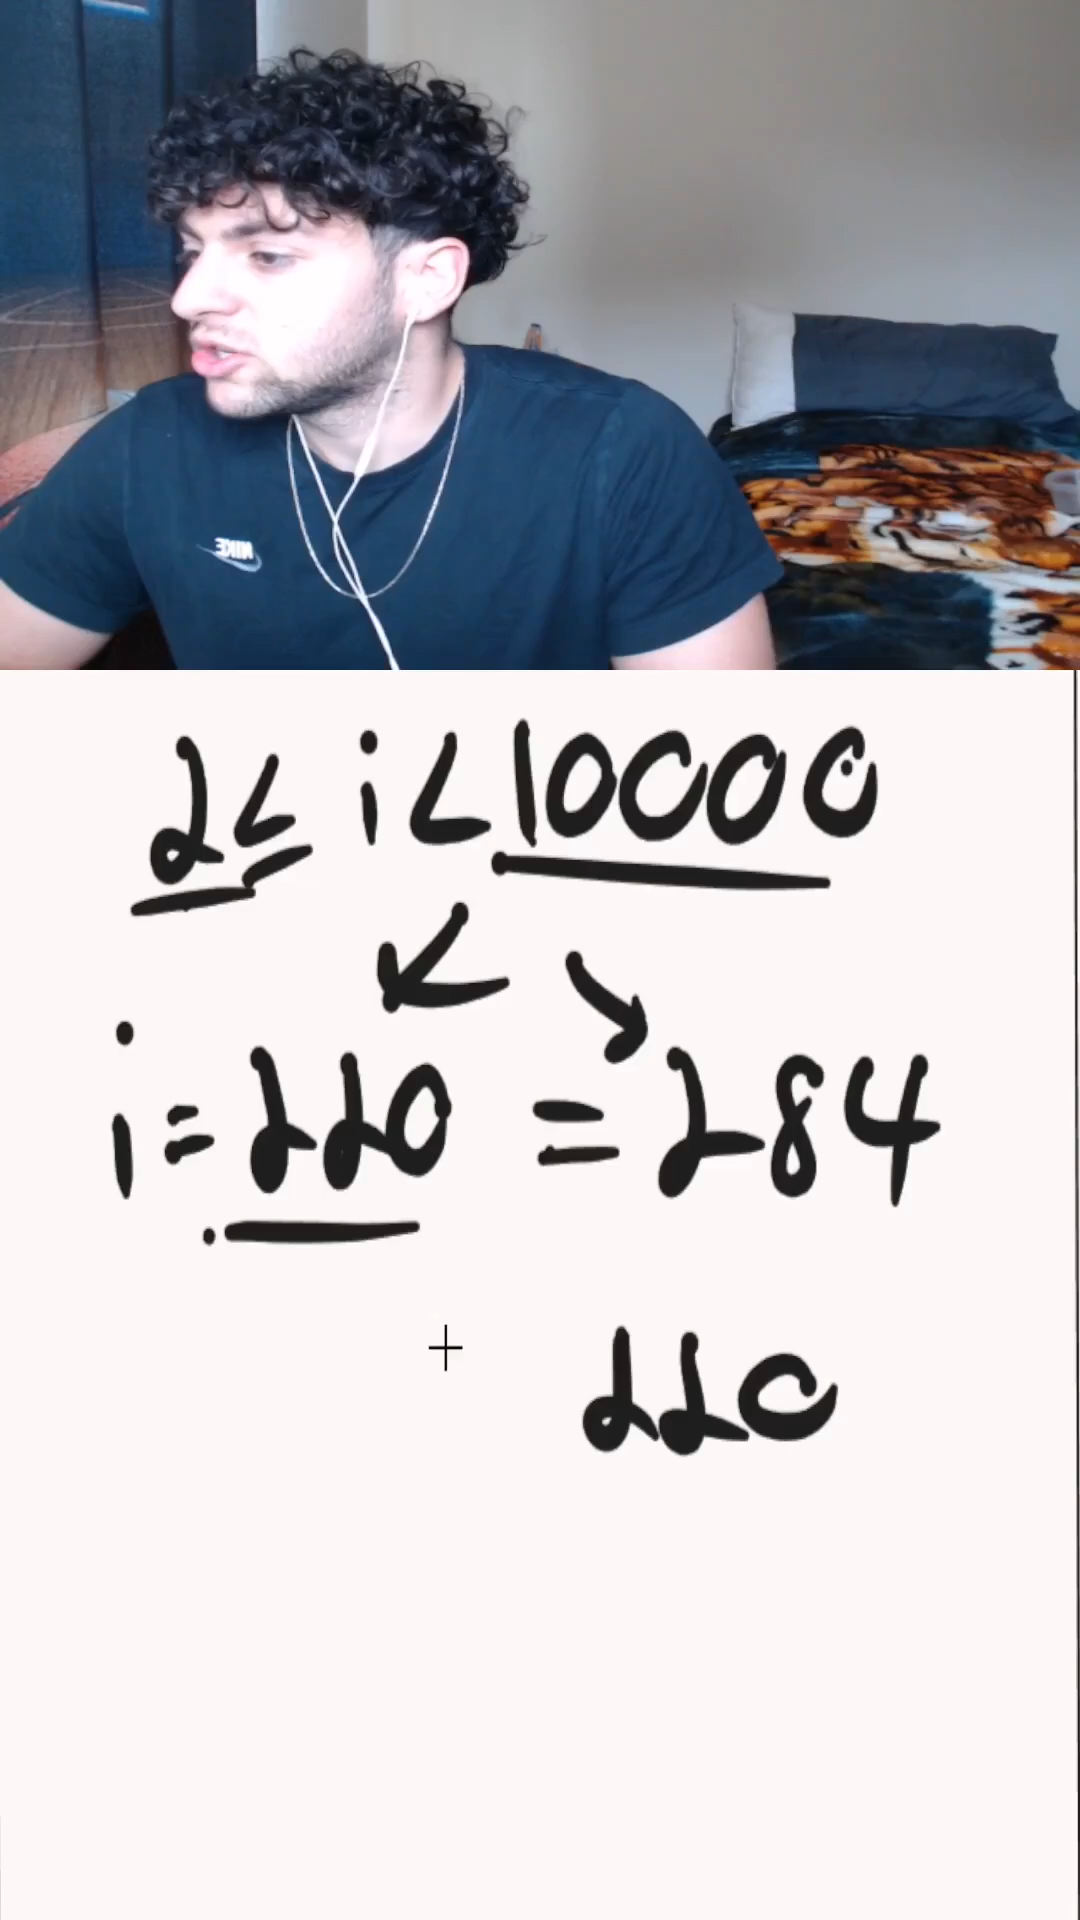 NIKE
2 ≤ i < 10000
i = 220 = 284
220